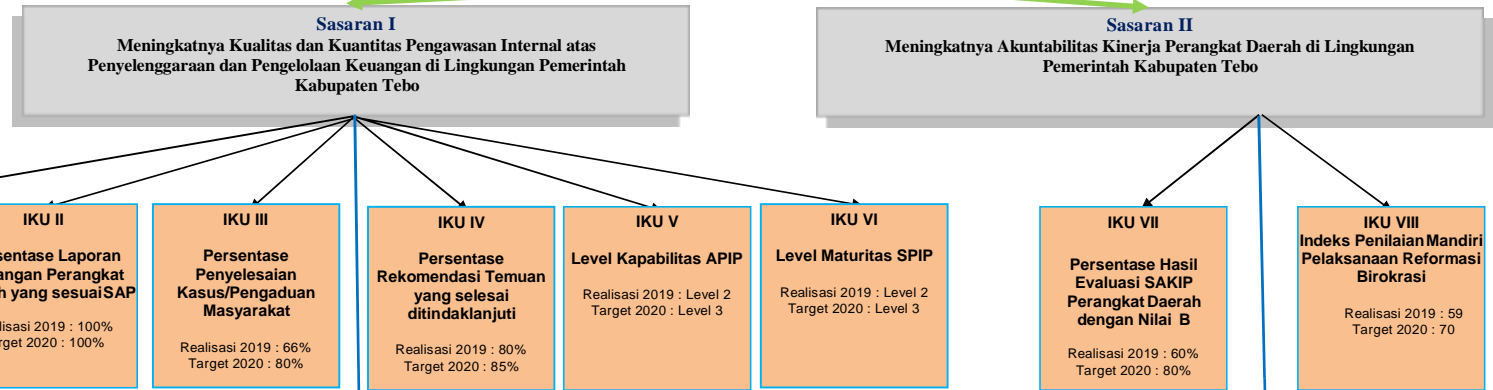 Sasaran I
Meningkatnya Kualitas dan Kuantitas Pengawasan Internal atas
Penyelenggaraan dan Pengelolaan Keuangan di Lingkungan Pemerintah
Kabupaten Tebo
Sasaran II
Meningkatnya Akuntabilitas Kinerja Perangkat Daerah di Lingkungan
Pemerintah Kabupaten Tebo
IKU II
sentase Laporan
angan Perangkat
h yang sesuai SAP
lisasi 2019 : 100%
rget 2020 : 100%
IKU III
Persentase
Penyelesaian
Kasus/Pengaduan
Masyarakat
Realisasi 2019 : 66%
Target 2020 : 80%
IKU IV
Persentase
Rekomendasi Temuan
yang selesai
ditindaklanjuti
Realisasi 2019 : 80%
Target 2020 : 85%
IKU V
Level Kapabilitas APIP
Realisasi 2019 : Level 2
Target 2020 : Level 3
IKU VI
Level Maturitas SPIP
Realisasi 2019 : Level 2
Target 2020 : Level 3
IKU VII
Persentase Hasil
Evaluasi SAKIP
Perangkat Daerah
dengan Nilai B
Realisasi 2019 : 60%
Target 2020 : 80%
IKU VIII
Indeks Penilaian Mandiri
Pelaksanaan Reformasi
Birokrasi
Realisasi 2019 : 59
Target 2020 : 70